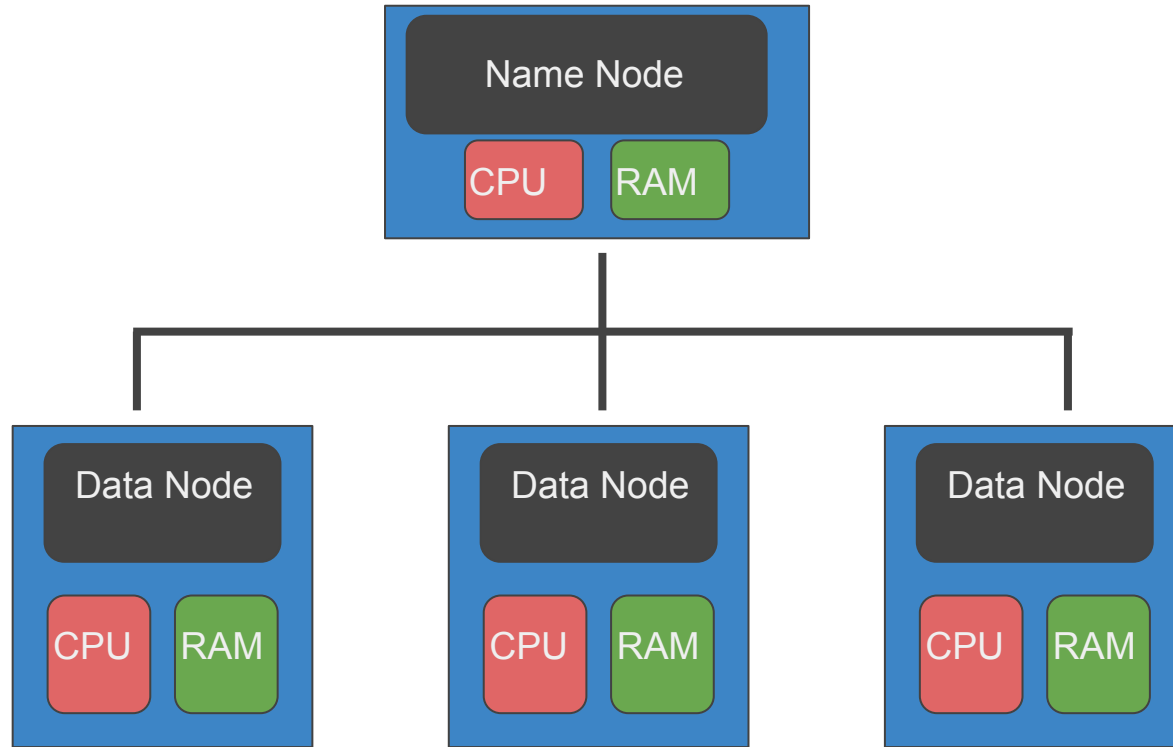 Name Node
CPU RAM
Data Node Data Node Data Node
CPU RAM CPU RAM CPU RAM